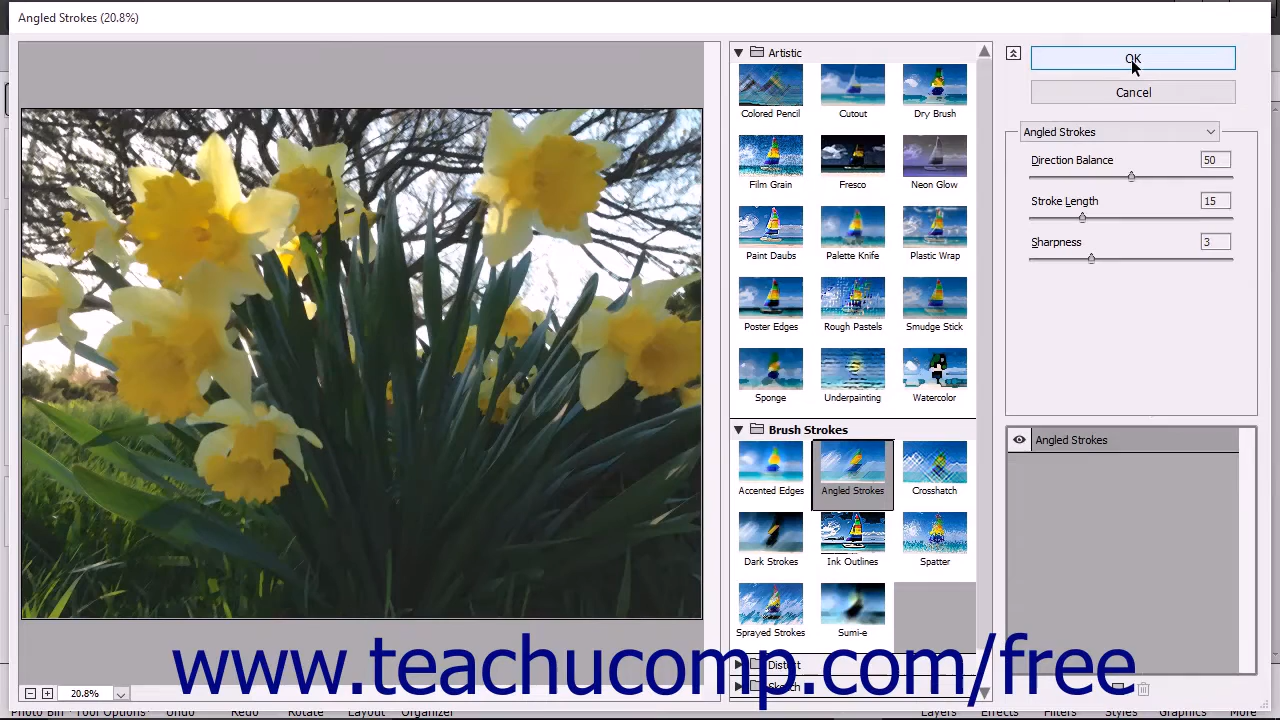 Angled Strokes (20.8%)
Artistic
Colored Pencil
Cutout
Dry Brush
Film Grain
Fresco
Neon Glow
Paint Daubs
Palette Knife
Plastic Wrap
Poster Edges
Rough Pastels
Smudge Stick
Sponge
Underpainting
Watercolor
Brush Strokes
Accented Edges
Angled Strokes
Crosshatch
Dark Strokes
Ink Outlines
Spatter
Sprayed Strokes
Sumi-e
Distort
Sketch
OK
Cancel
Angled Strokes
Direction Balance 50
Stroke Length 15
Sharpness 3
Angled Strokes
www.teachucomp.com/free
20.8%
Photo Bin Tool Options Undo Redo Rotate Layout Organizer Layers Effects Filters Styles Graphics More